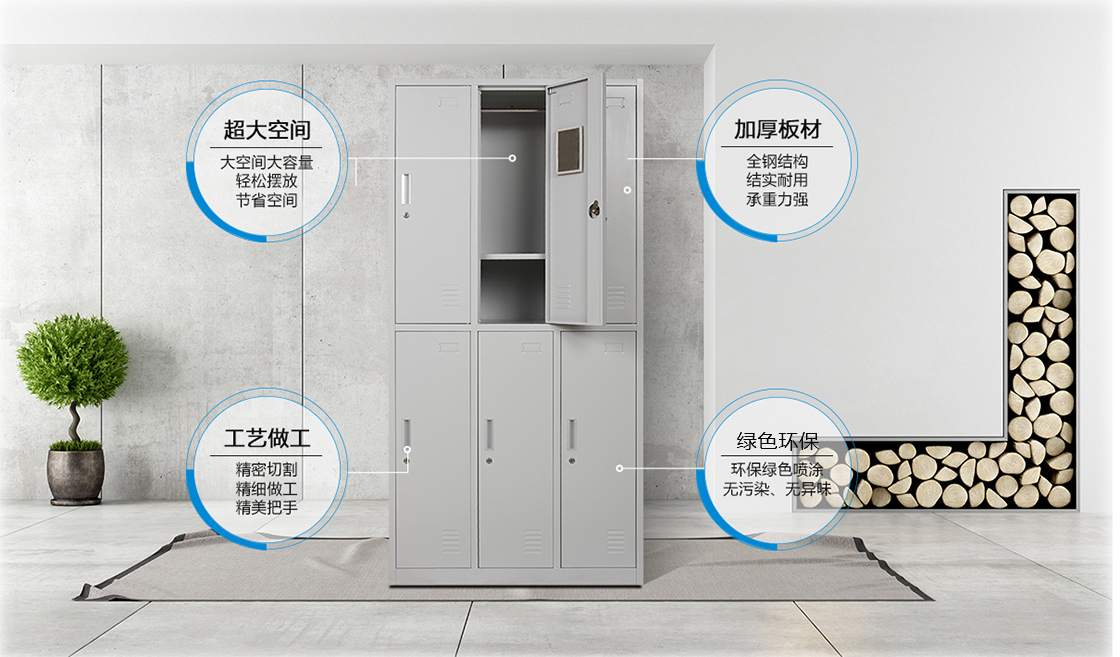 超大空间
大空间大容量
轻松摆放
节省空间
加厚板材
全钢结构
结实耐用
承重力强
工艺做工
精密切割
精细做工
精美把手
绿色环保
环保绿色喷涂
无污染、无异味